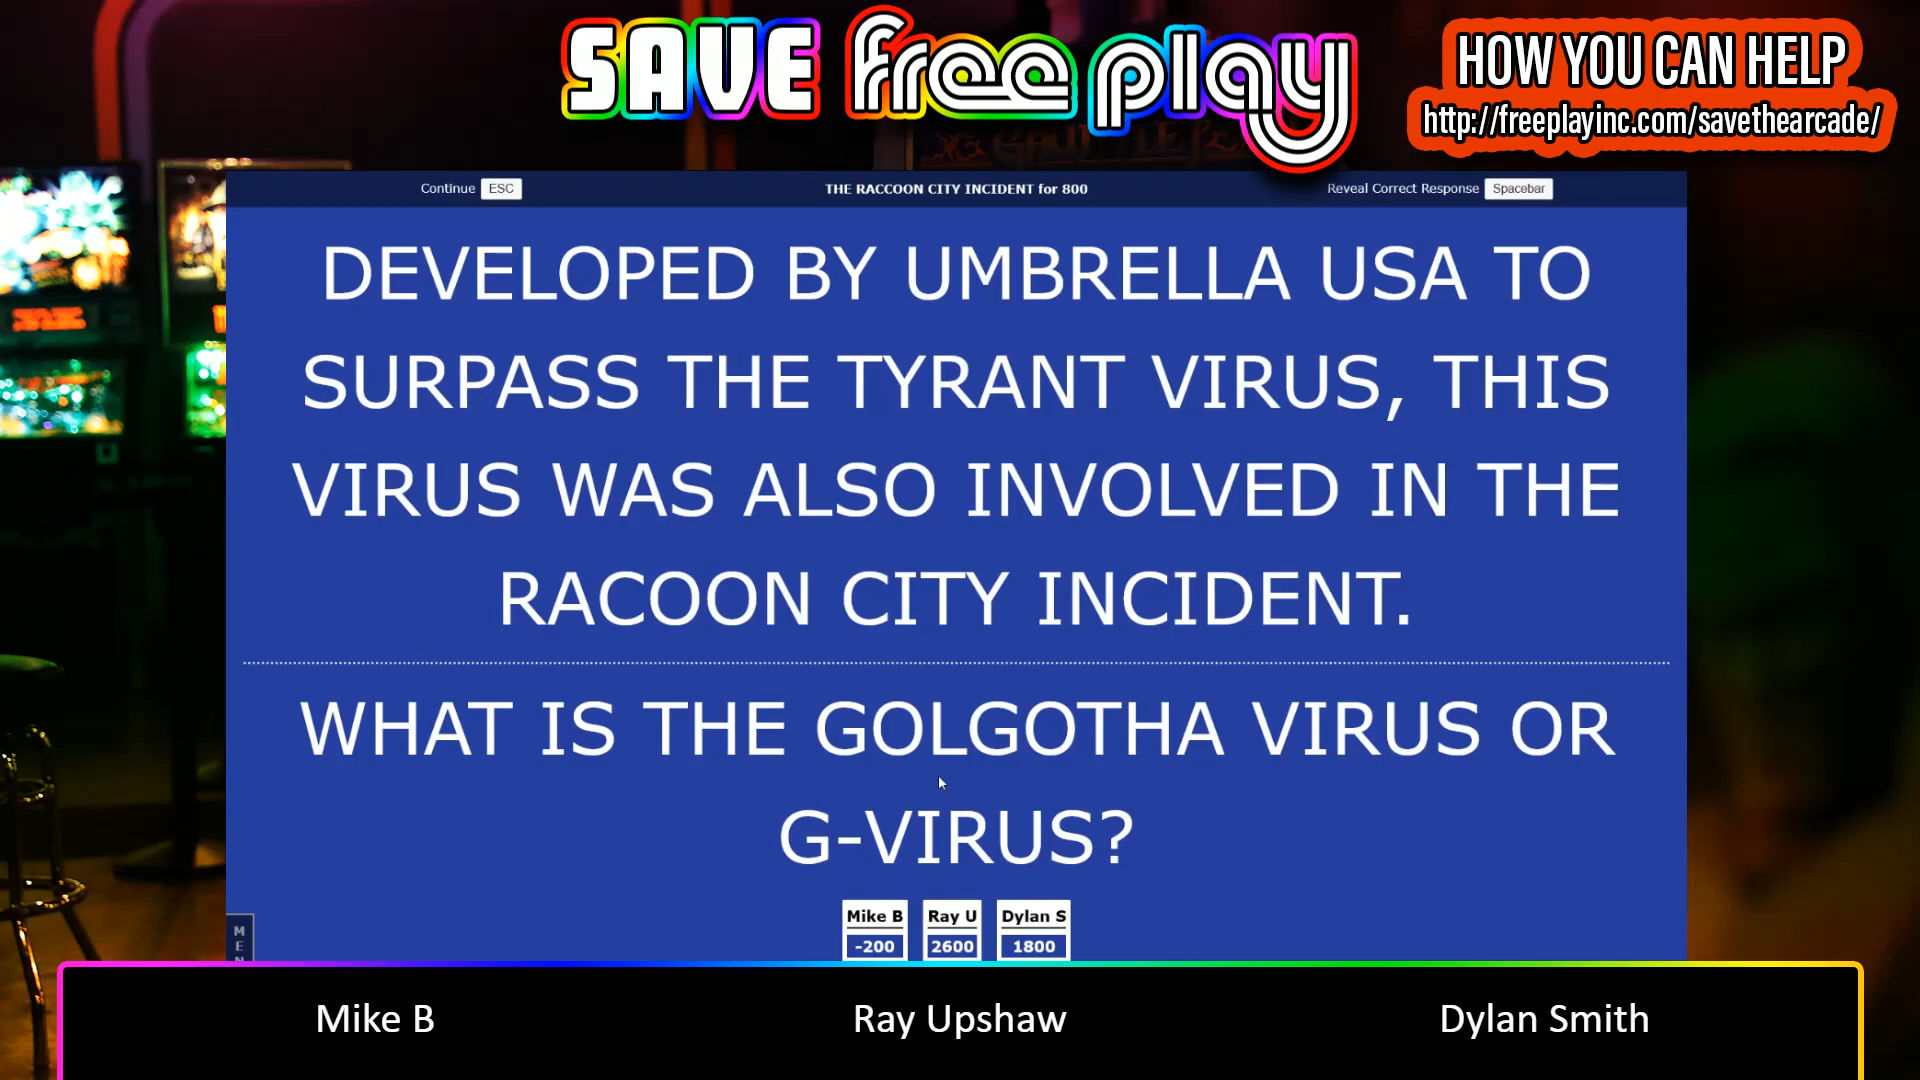 SAVE free play
HOW YOU CAN HELP
http://freeplayinc.com/savethearcade/
Continue ESC
THE RACCOON CITY INCIDENT for 800
Reveal Correct Response Spacebar
DEVELOPED BY UMBRELLA USA TO
SURPASS THE TYRANT VIRUS, THIS
VIRUS WAS ALSO INVOLVED IN THE
RACOON CITY INCIDENT.
WHAT IS THE GOLGOTHA VIRUS OR
G-VIRUS?
Mike B Ray U Dylan S
-200 2600 1800
M
E
N
Mike B Ray Upshaw Dylan Smith